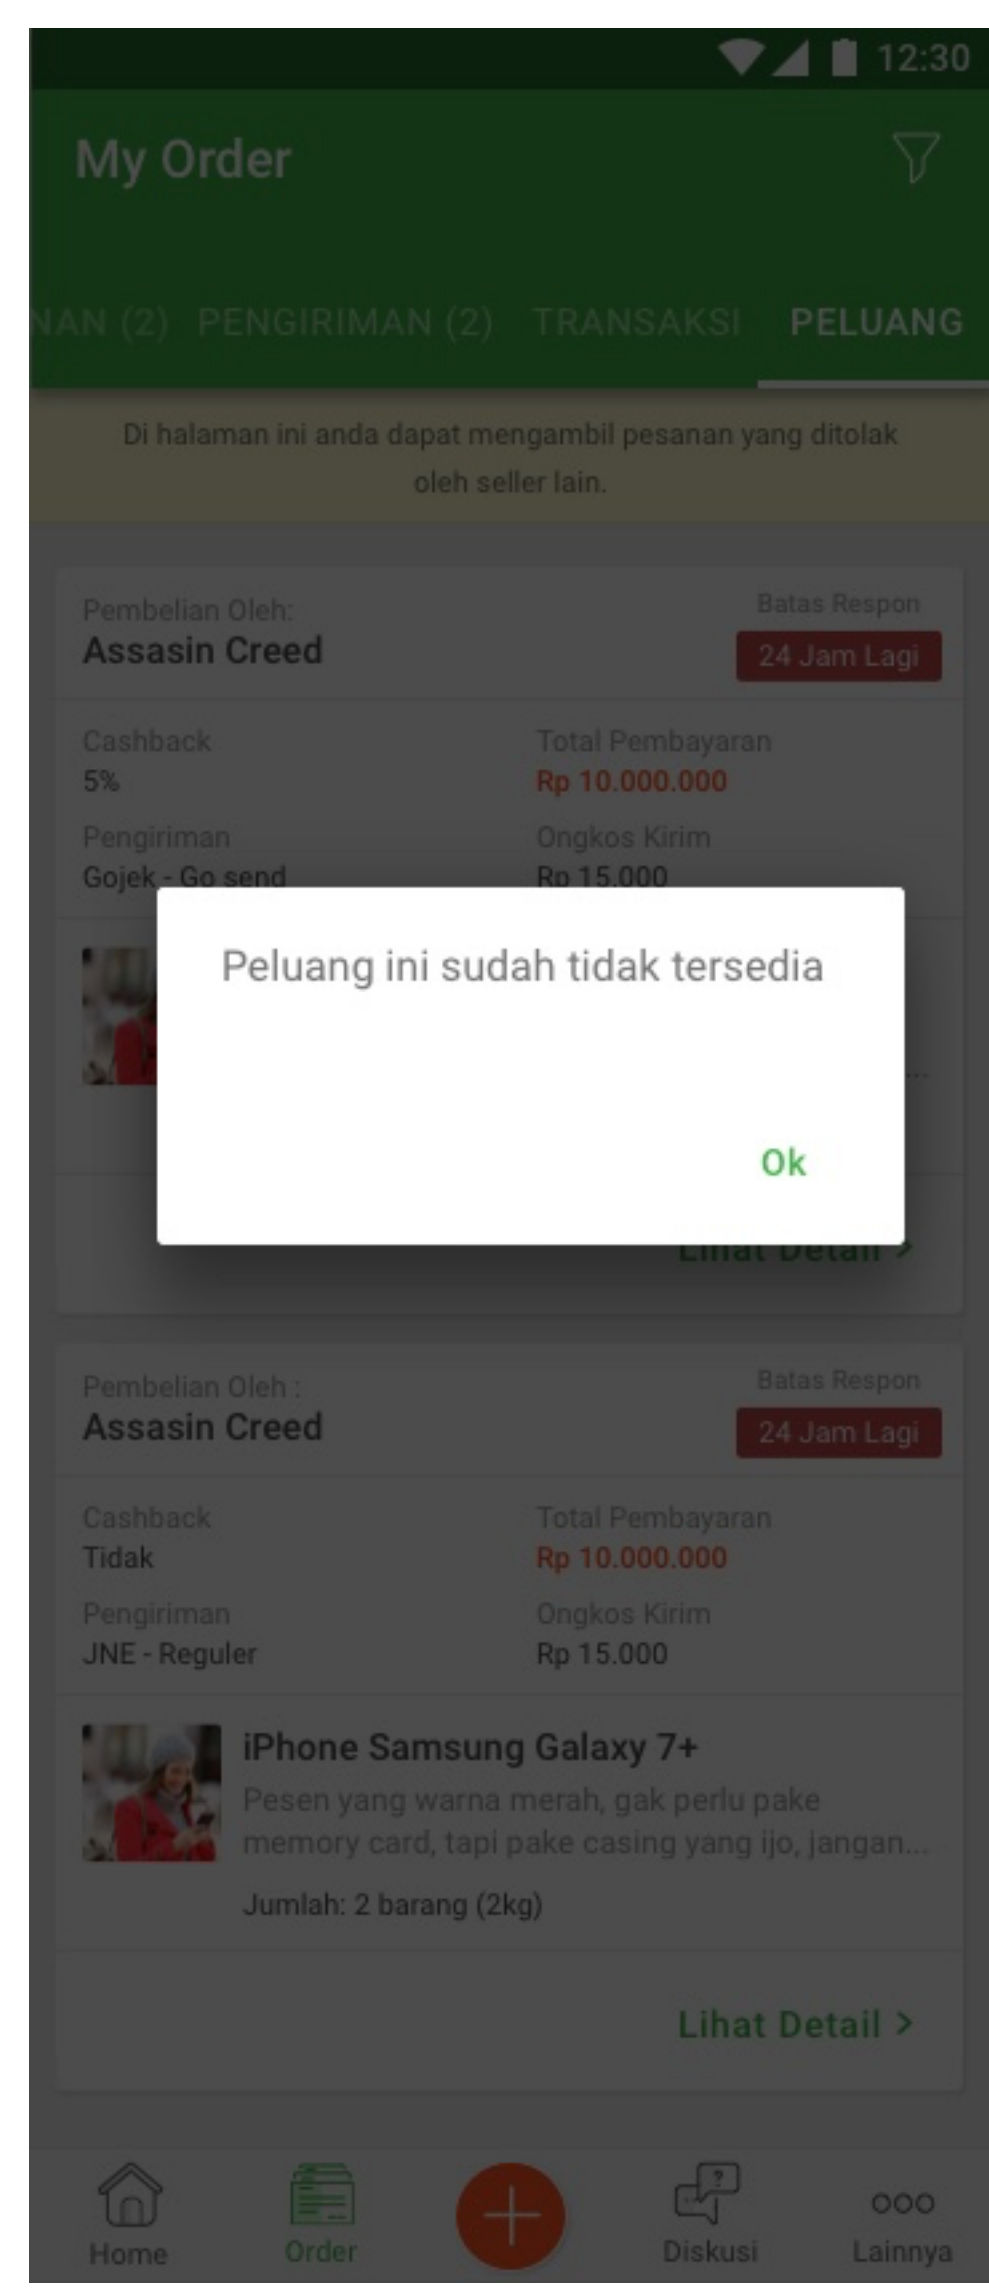 12:30
My Order
NAN (2) PENGIRIMAN (2) TRANSAKSI PELUANG
Di halaman ini anda dapat mengambil pesanan yang ditolak
oleh seller lain.
Pembelian Oleh:
Batas Respon
Assasin Creed
24 Jam Lagi
Cashback
Total Pembayaran
5%
Rp 10.000.000
Pengiriman
Ongkos Kirim
Gojek - Go send
Rp 15.000
Peluang ini sudah tidak tersedia
...
Ok
Lihat Detail >
Pembelian Oleh :
Batas Respon
Assasin Creed
24 Jam Lagi
Cashback
Total Pembayaran
Tidak
Rp 10.000.000
Pengiriman
Ongkos Kirim
JNE - Reguler
Rp 15.000
iPhone Samsung Galaxy 7+
Pesen yang warna merah, gak perlu pake
memory card, tapi pake casing yang ijo, jangan...
Jumlah: 2 barang (2kg)
Lihat Detail >
Home
Order
Diskusi
Lainnya